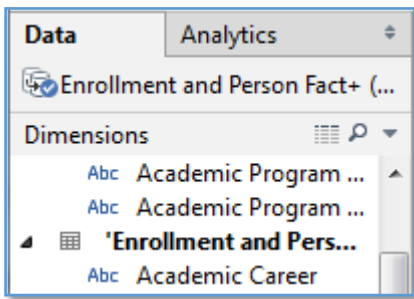 Data Analytics
Enrollment and Person Fact+ (...
Dimensions
Abc Academic Program ...
Abc Academic Program ...
'Enrollment and Pers...
Abc Academic Career